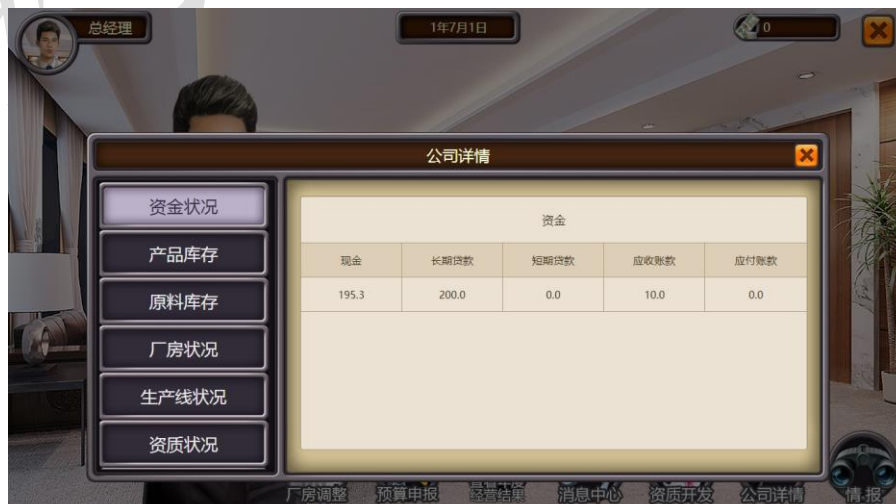 总经理
1年7月1日
0
公司详情
资金状况
产品库存
原料库存
厂房状况
生产线状况
资质状况
资金
现金 长期贷款 短期贷款 应收账款 应付账款
195.3 200.0 0.0 10.0 0.0
厂房调整 预算申报 经营结果 消息中心 资质开发 公司详情 情报